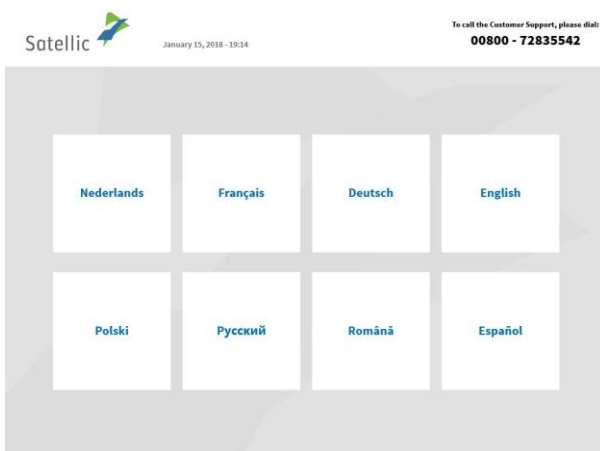 To call the Customer Support, please dial:
Satellic
January 15, 2018 - 19:14
00800 - 72835542
Nederlands
Français
Deutsch
English
Polski
Русский
Română
Español